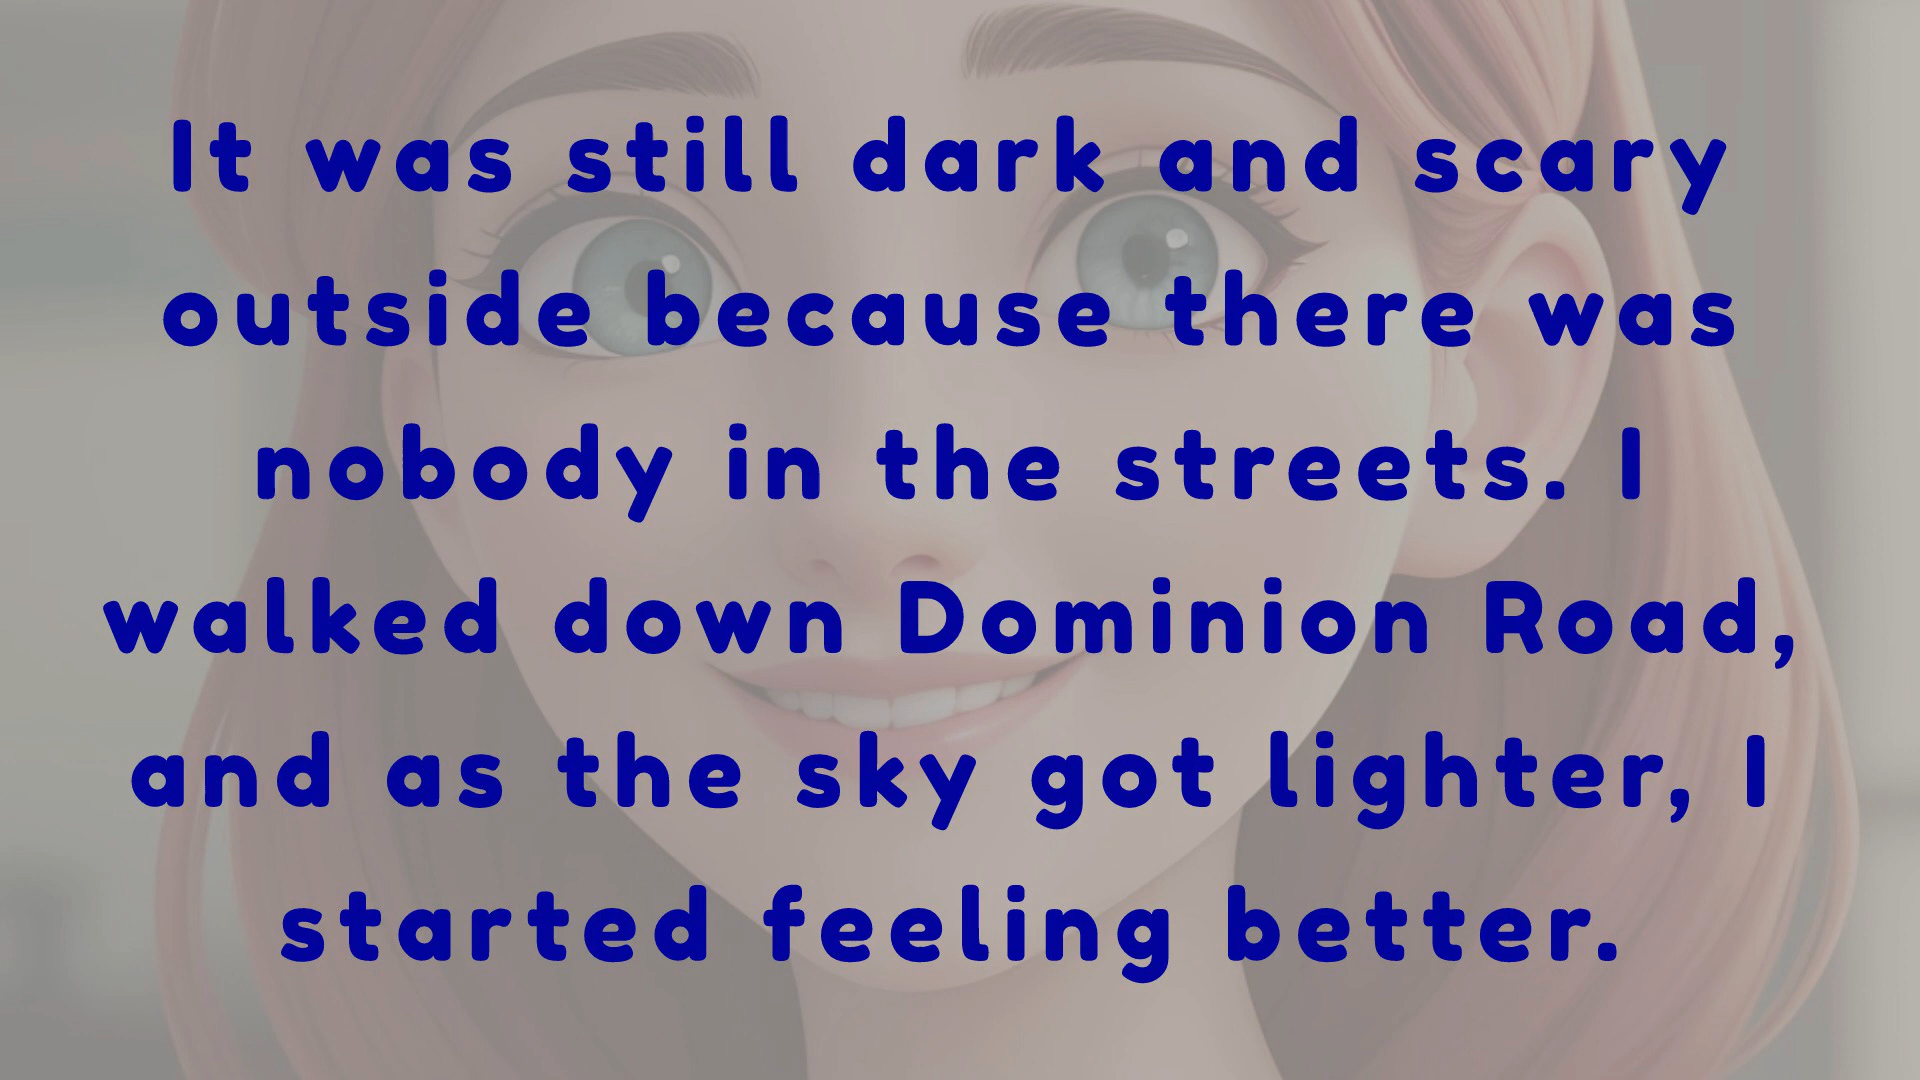 It was still dark and scary
outside because there was
nobody in the streets. I
walked down Dominion Road,
and as the sky got lighter, I
started feeling better.